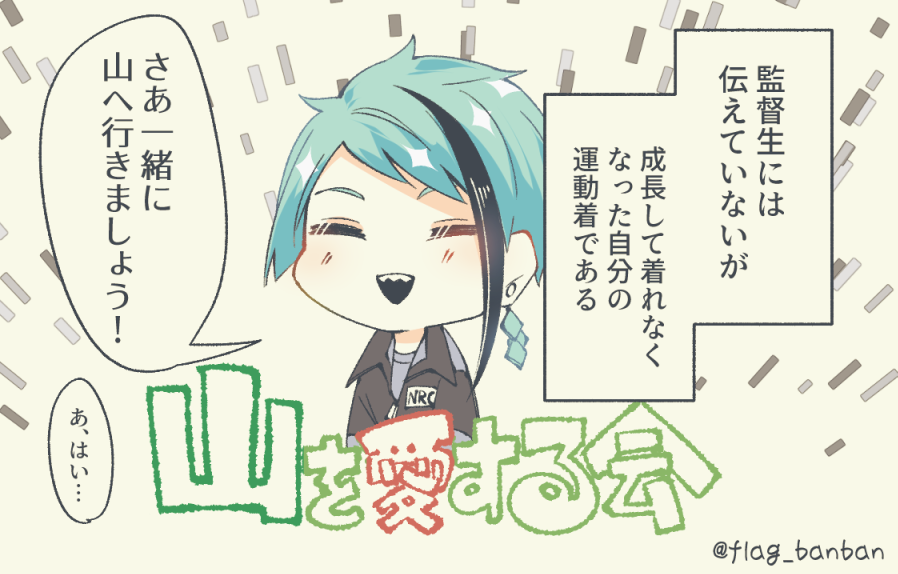 監督生には
伝えていないが
成長して着れなく
なった自分の
運動着である
さあ一緒に
山へ行きましょう！
あ、はい…
NRC
山を愛する会
@flag_banban